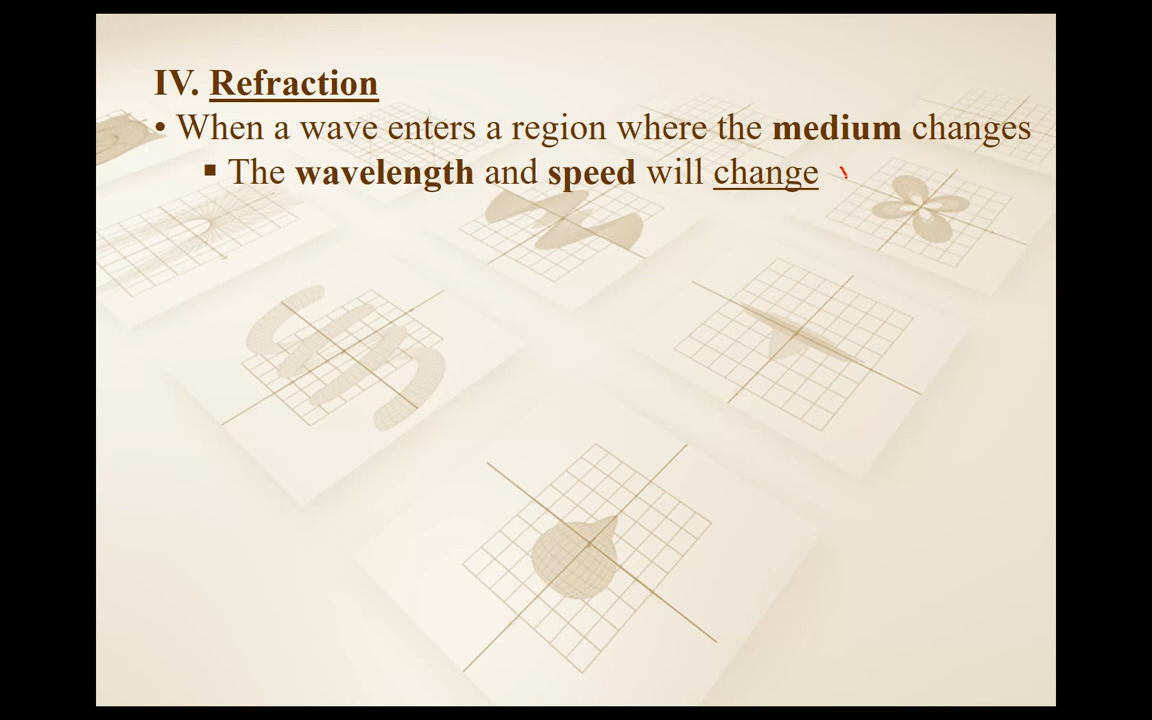 IV. Refraction
• When a wave enters a region where the medium changes
▪ The wavelength and speed will change